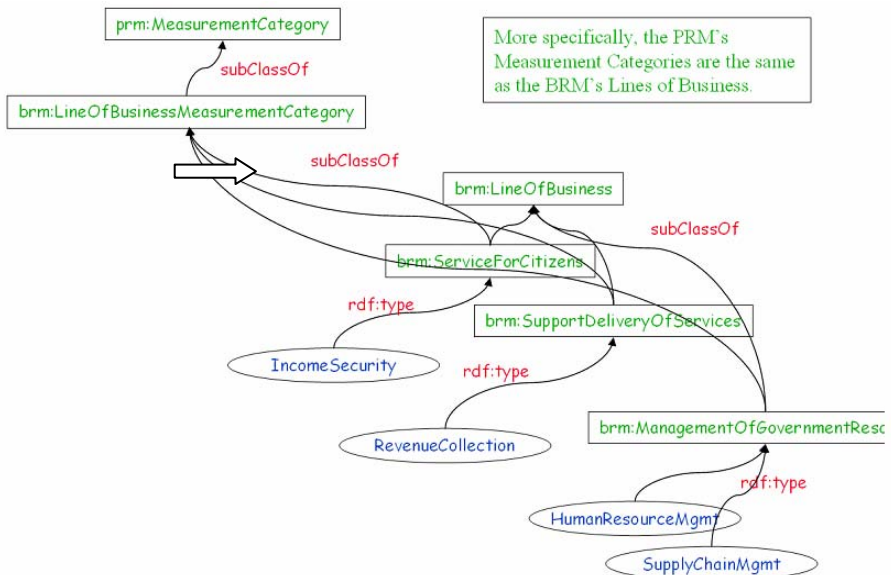 prm:MeasurementCategory
More specifically, the PRM's
Measurement Categories are the same
as the BRM's Lines of Business.
subClassOf
brm:LineOfBusinessMeasurementCategory
subClassOf
brm:LineOfBusiness
subClassOf
brm:ServiceForCitizens
rdf:type
brm:SupportDeliveryOfServices
IncomeSecurity
rdf:type
brm:ManagementOfGovernmentReso
RevenueCollection
rdf:type
HumanResourceMgmt
SupplyChainMgmt